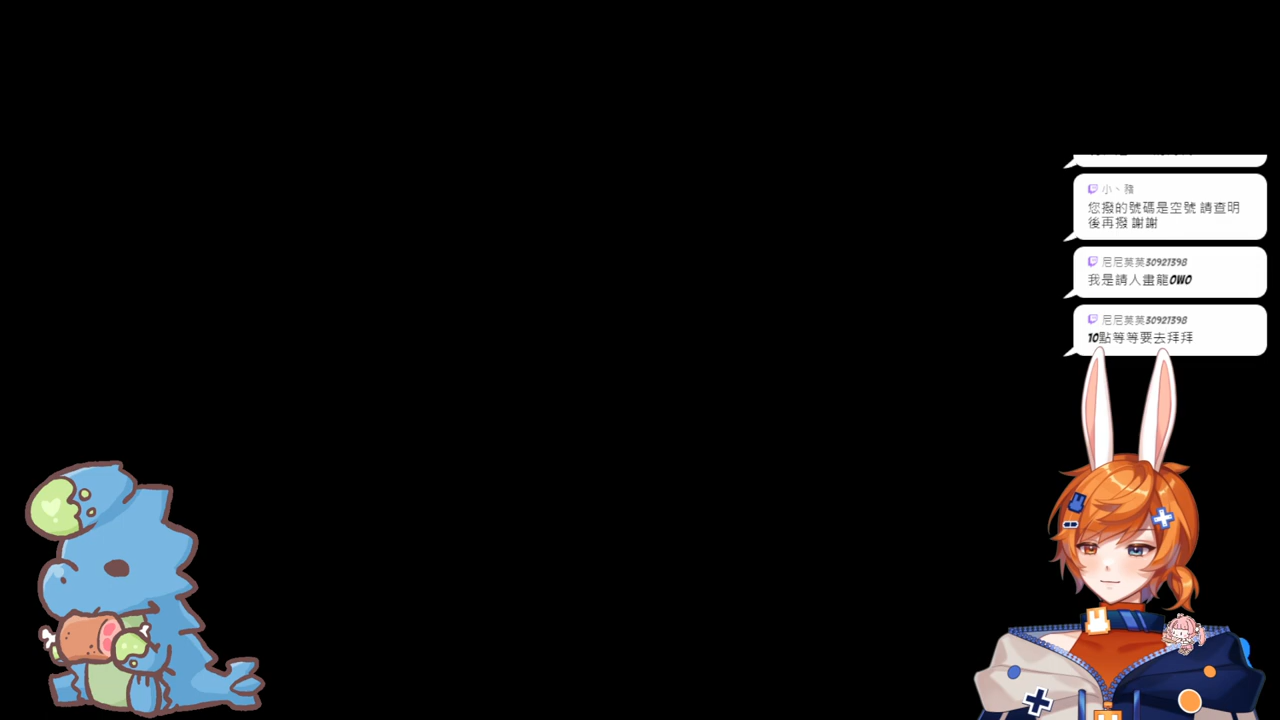 小丶豬
您撥的號碼是空號 請查明
後再撥 謝謝
尼尼莫莫30927398
我是請人畫龍OWO
尼尼莫莫30927398
10點等等要去拜拜